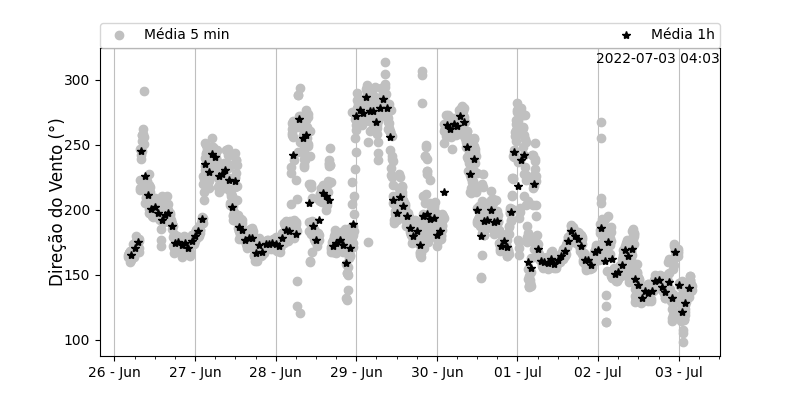 Média 5 min
Média 1h
2022-07-03 04:03
Direção do Vento (°)
300
250
200
150
100
26 - Jun
27 - Jun
28 - Jun
29 - Jun
30 - Jun
01 - Jul
02 - Jul
03 - Jul